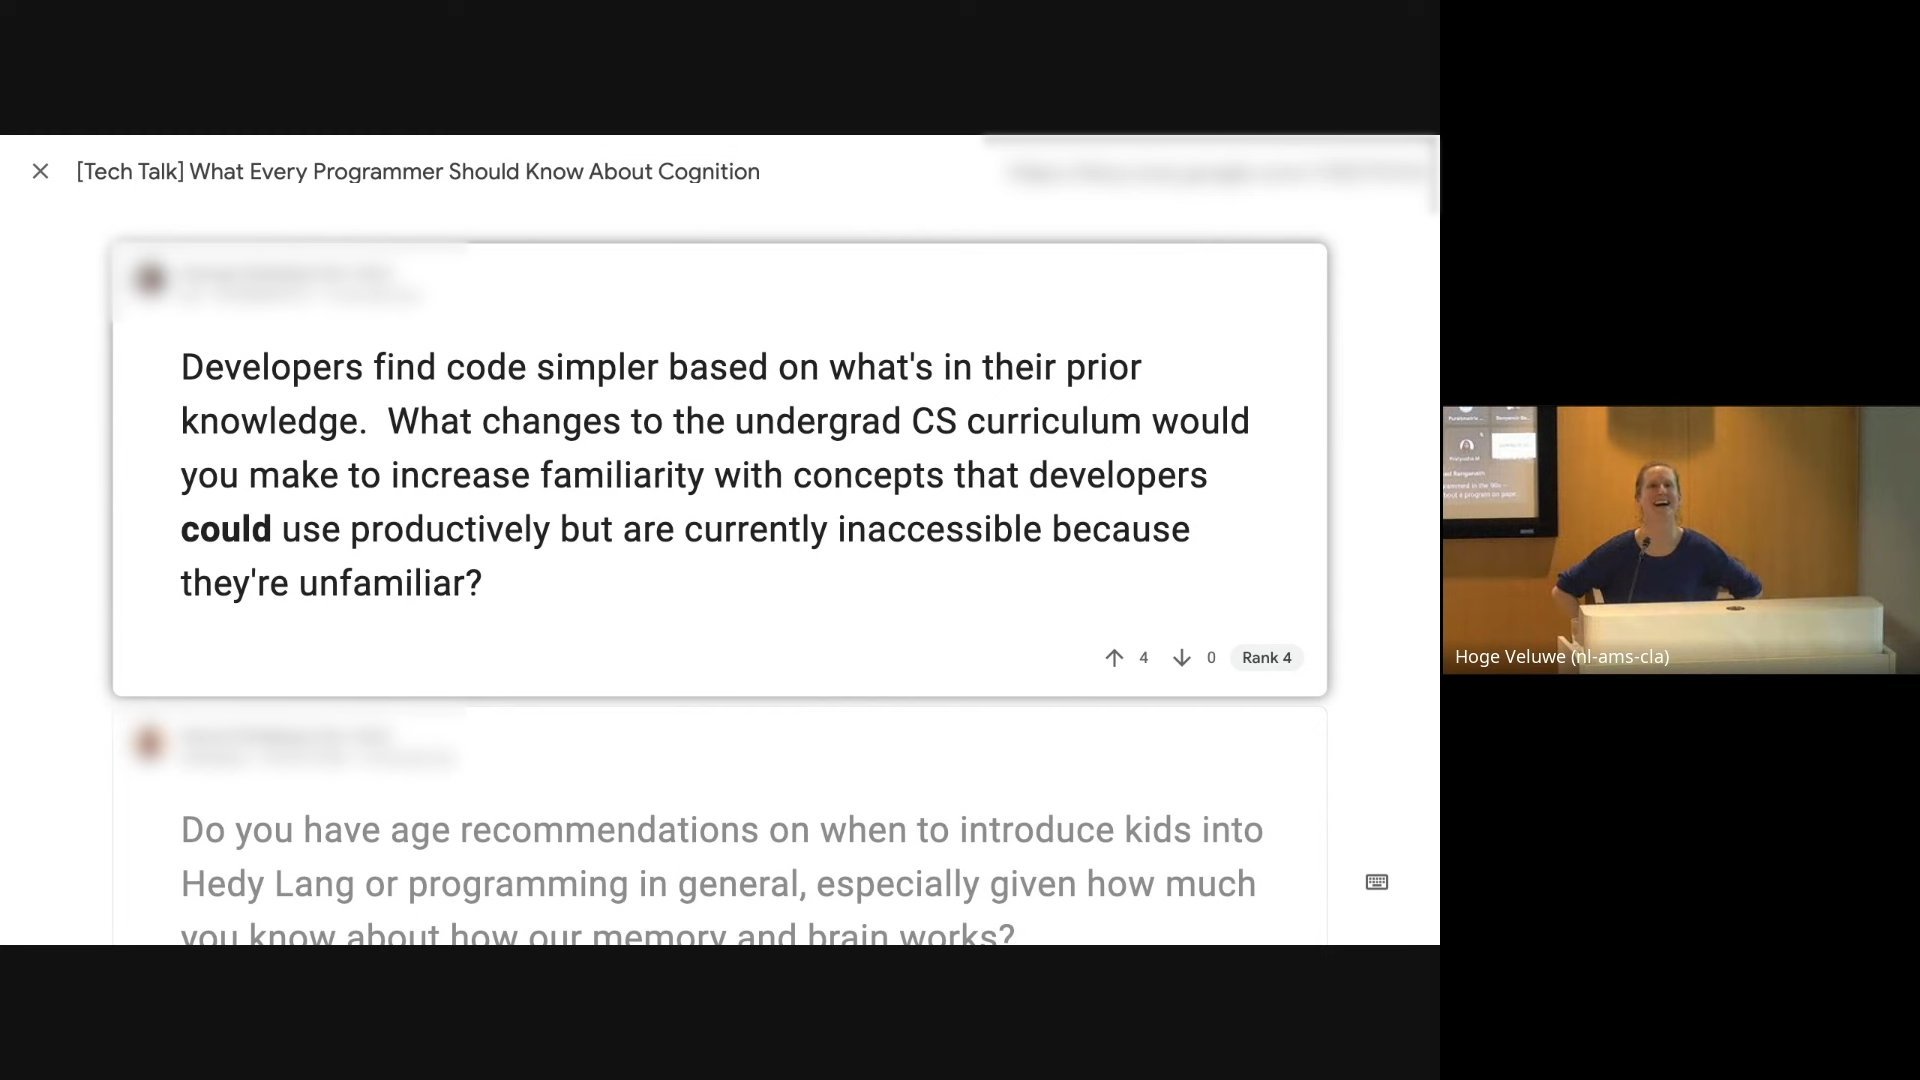 [Tech Talk] What Every Programmer Should Know About Cognition
Developers find code simpler based on what's in their prior
knowledge.  What changes to the undergrad CS curriculum would
you make to increase familiarity with concepts that developers
could use productively but are currently inaccessible because
they're unfamiliar?
4
0
Rank 4
Do you have age recommendations on when to introduce kids into
Hedy Lang or programming in general, especially given how much
you know about how our memory and brain works?
Hoge Veluwe (nl-ams-cla)